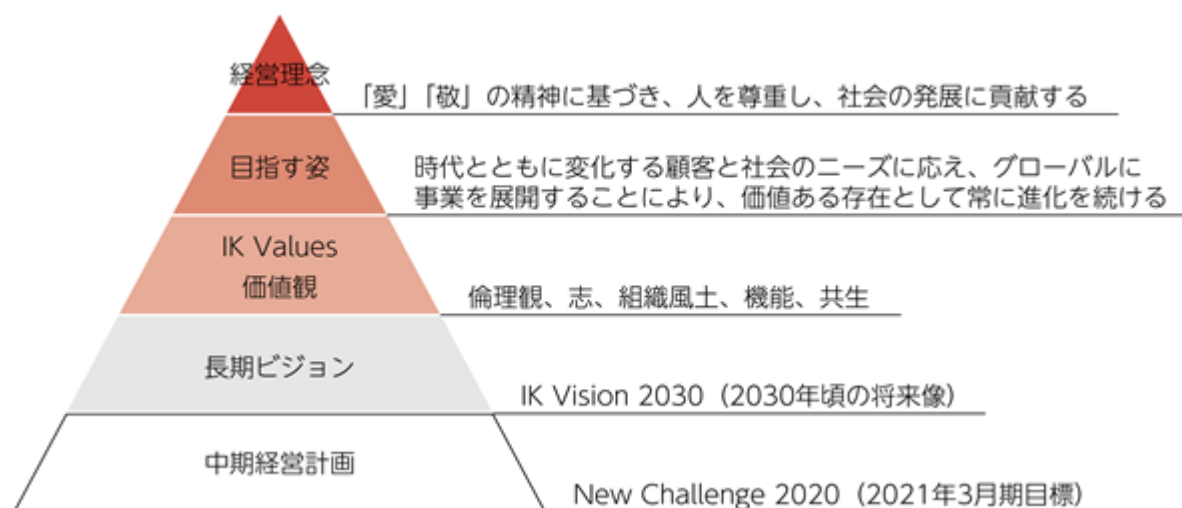 経営理念
「愛」「敬」の精神に基づき、人を尊重し、社会の発展に貢献する
目指す姿
時代とともに変化する顧客と社会のニーズに応え、グローバルに
事業を展開することにより、価値ある存在として常に進化を続ける
IK Values
価値観
倫理観、志、組織風土、機能、共生
長期ビジョン
IK Vision 2030（2030年頃の将来像）
中期経営計画
New Challenge 2020（2021年3月期目標）